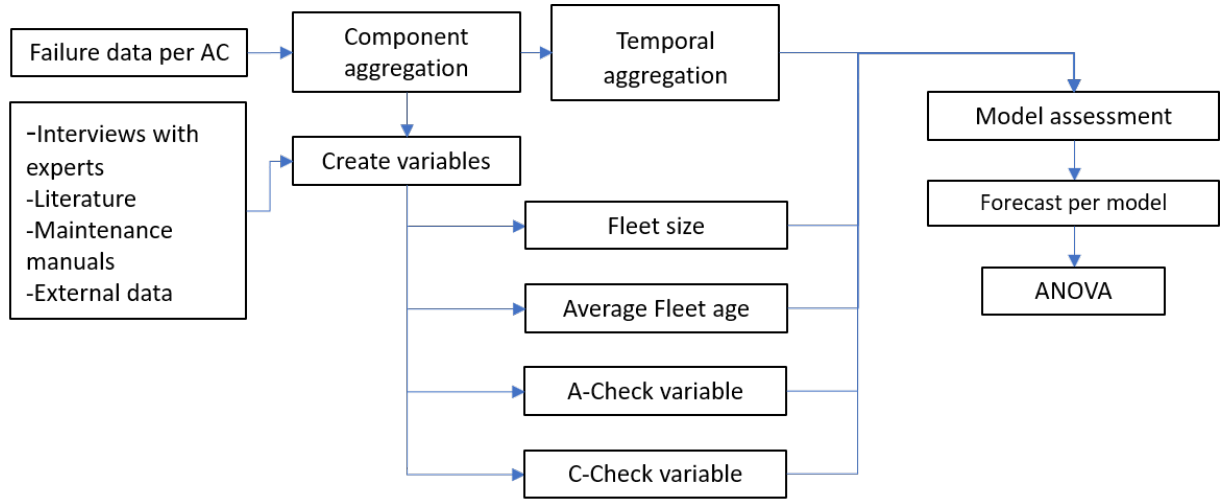 Failure data per AC
Component
aggregation
Temporal
aggregation
-Interviews with
experts
-Literature
-Maintenance
manuals
-External data
Create variables
Fleet size
Average Fleet age
A-Check variable
C-Check variable
Model assessment
Forecast per model
ANOVA